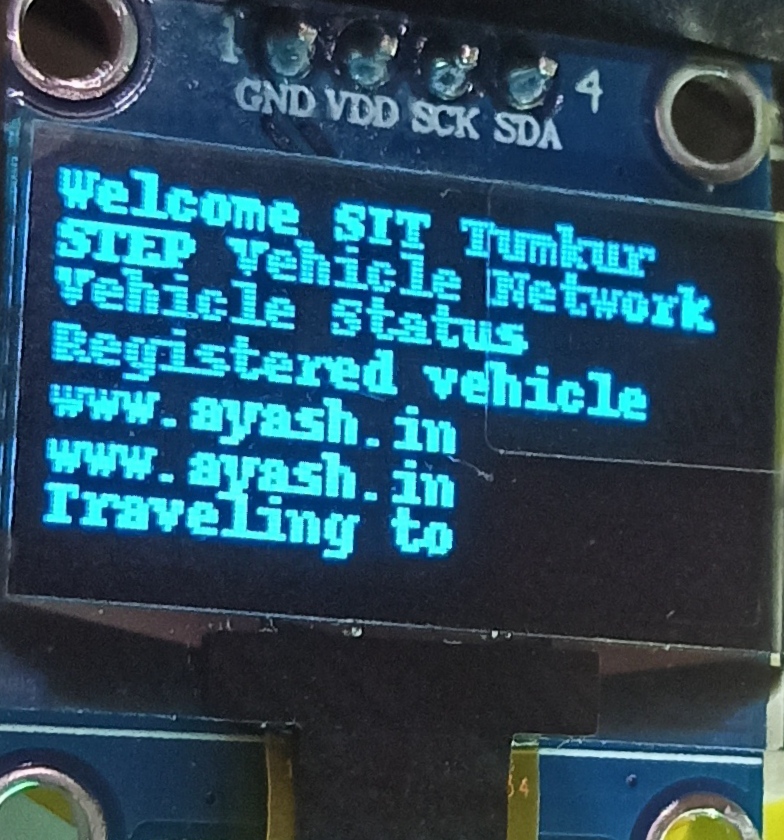 1 4
GND VDD SCK SDA
Welcome SIT Tumkur
STEP Vehicle Network
Vehicle status
Registered vehicle
www.ayash.in
www.ayash.in
Traveling to